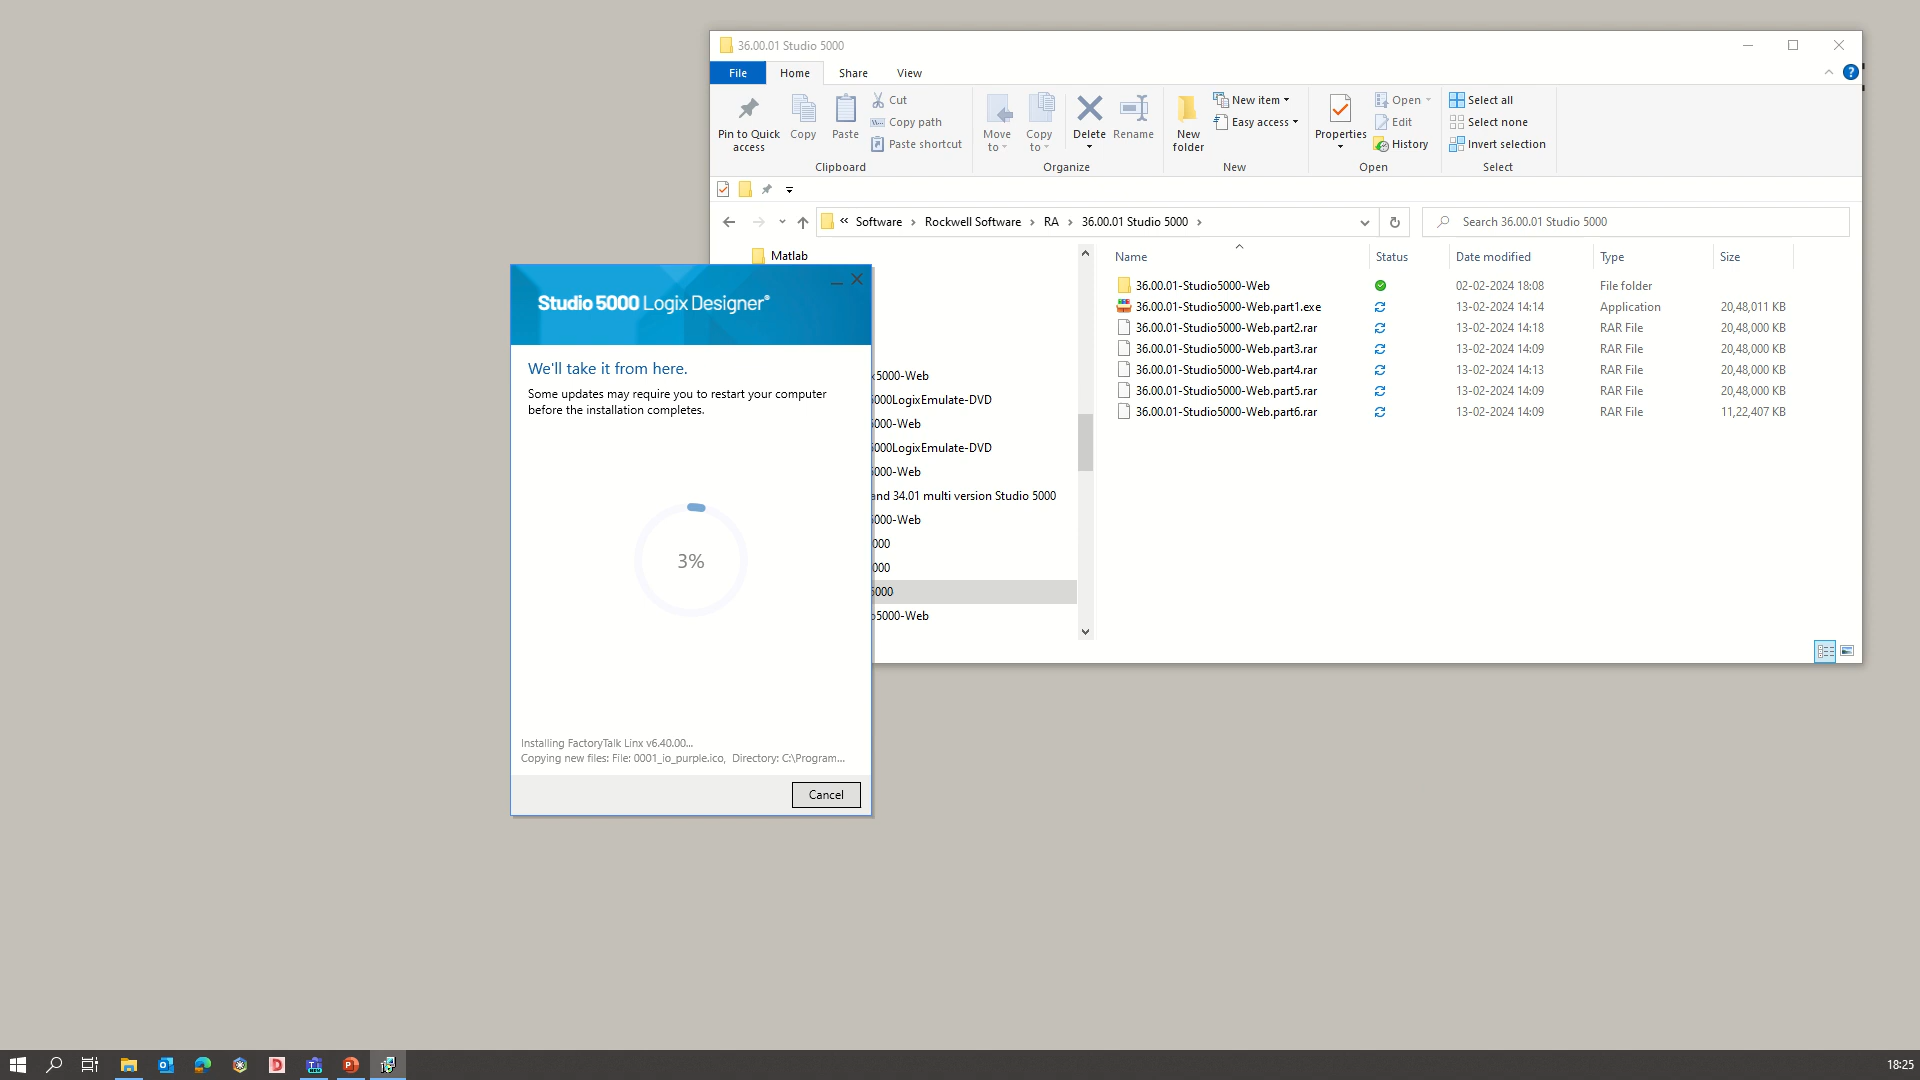 36.00.01 Studio 5000
File
Home
Share
View
Pin to Quick access
Copy
Paste
Cut
Copy path
Paste shortcut
Clipboard
Move to
Copy to
Delete
Rename
Organize
New folder
New item
Easy access
New
Properties
Open
Edit
History
Open
Select all
Select none
Invert selection
Select
« Software > Rockwell Software > RA > 36.00.01 Studio 5000 >
Search 36.00.01 Studio 5000
Matlab
5000-Web
5000LogixEmulate-DVD
5000-Web
5000LogixEmulate-DVD
5000-Web
and 34.01 multi version Studio 5000
5000-Web
000
000
5000
o5000-Web
Name Status Date modified Type Size
36.00.01-Studio5000-Web 02-02-2024 18:08 File folder
36.00.01-Studio5000-Web.part1.exe 13-02-2024 14:14 Application 20,48,011 KB
36.00.01-Studio5000-Web.part2.rar 13-02-2024 14:18 RAR File 20,48,000 KB
36.00.01-Studio5000-Web.part3.rar 13-02-2024 14:09 RAR File 20,48,000 KB
36.00.01-Studio5000-Web.part4.rar 13-02-2024 14:13 RAR File 20,48,000 KB
36.00.01-Studio5000-Web.part5.rar 13-02-2024 14:09 RAR File 20,48,000 KB
36.00.01-Studio5000-Web.part6.rar 13-02-2024 14:09 RAR File 11,22,407 KB
Studio 5000 Logix Designer®
We'll take it from here.
Some updates may require you to restart your computer
before the installation completes.
3%
Installing FactoryTalk Linx v6.40.00...
Copying new files: File: 0001_io_purple.ico, Directory: C:\Program...
Cancel
18:25